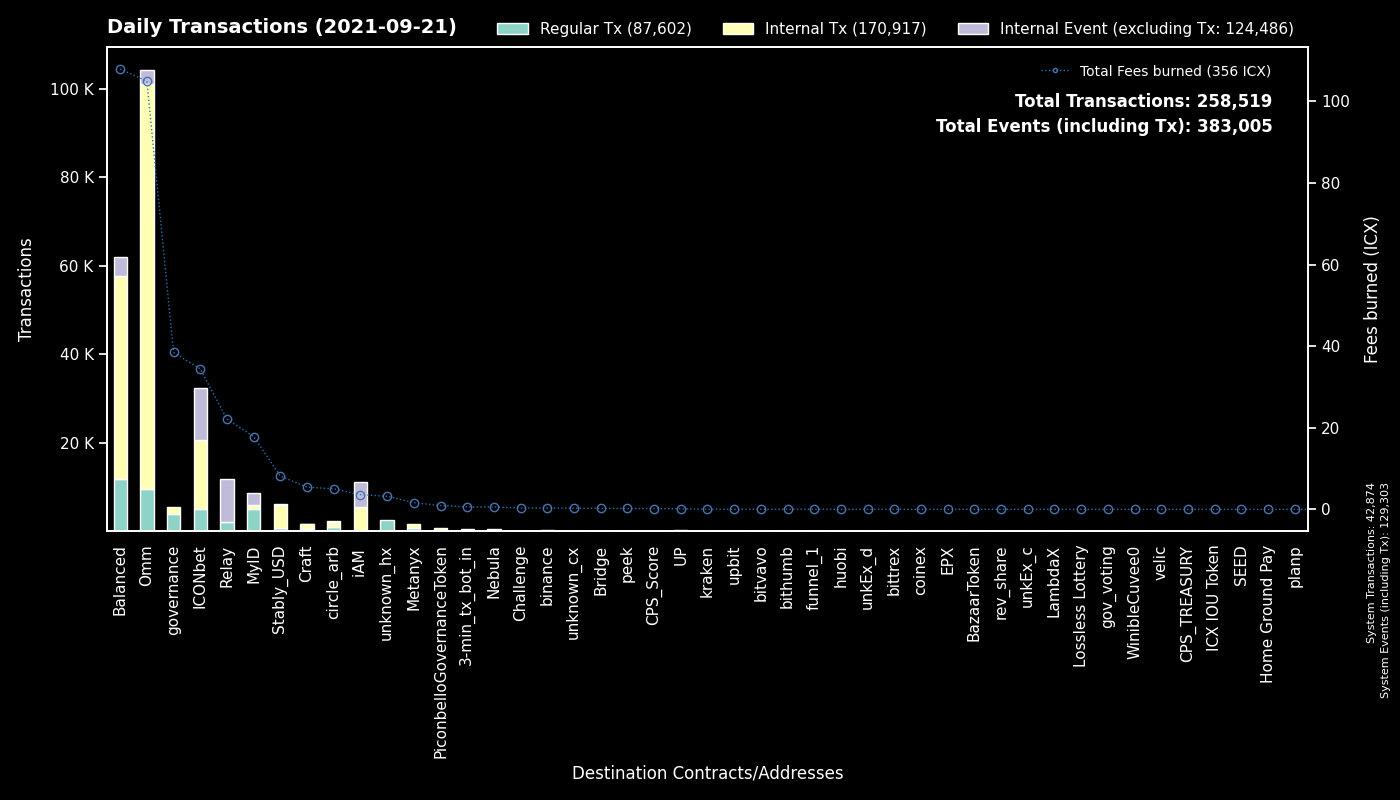 Daily Transactions (2021-09-21)
Regular Tx (87,602)
Internal Tx (170,917)
Internal Event (excluding Tx: 124,486)
Total Fees burned (356 ICX)
Total Transactions: 258,519
Total Events (including Tx): 383,005
Transactions
100 K
80 K
60 K
40 K
20 K
100
80
60
40
20
0
Fees burned (ICX)
System Transactions: 42,874
System Events (including Tx): 129,303
Balanced
Omm
governance
ICONbet
Relay
MyID
Stably_USD
Craft
circle_arb
iAM
unknown_hx
Metanyx
PiconbelloGovernanceToken
3-min_tx_bot_in
Nebula
Challenge
binance
unknown_cx
Bridge
peek
CPS_Score
UP
kraken
upbit
bitvavo
bithumb
funnel_1
huobi
unkEx_d
bittrex
coinex
EPX
BazaarToken
rev_share
unkEx_c
LambdaX
Lossless Lottery
gov_voting
WinibleCuvee0
velic
CPS_TREASURY
ICX IOU Token
SEED
Home Ground Pay
planp
Destination Contracts/Addresses